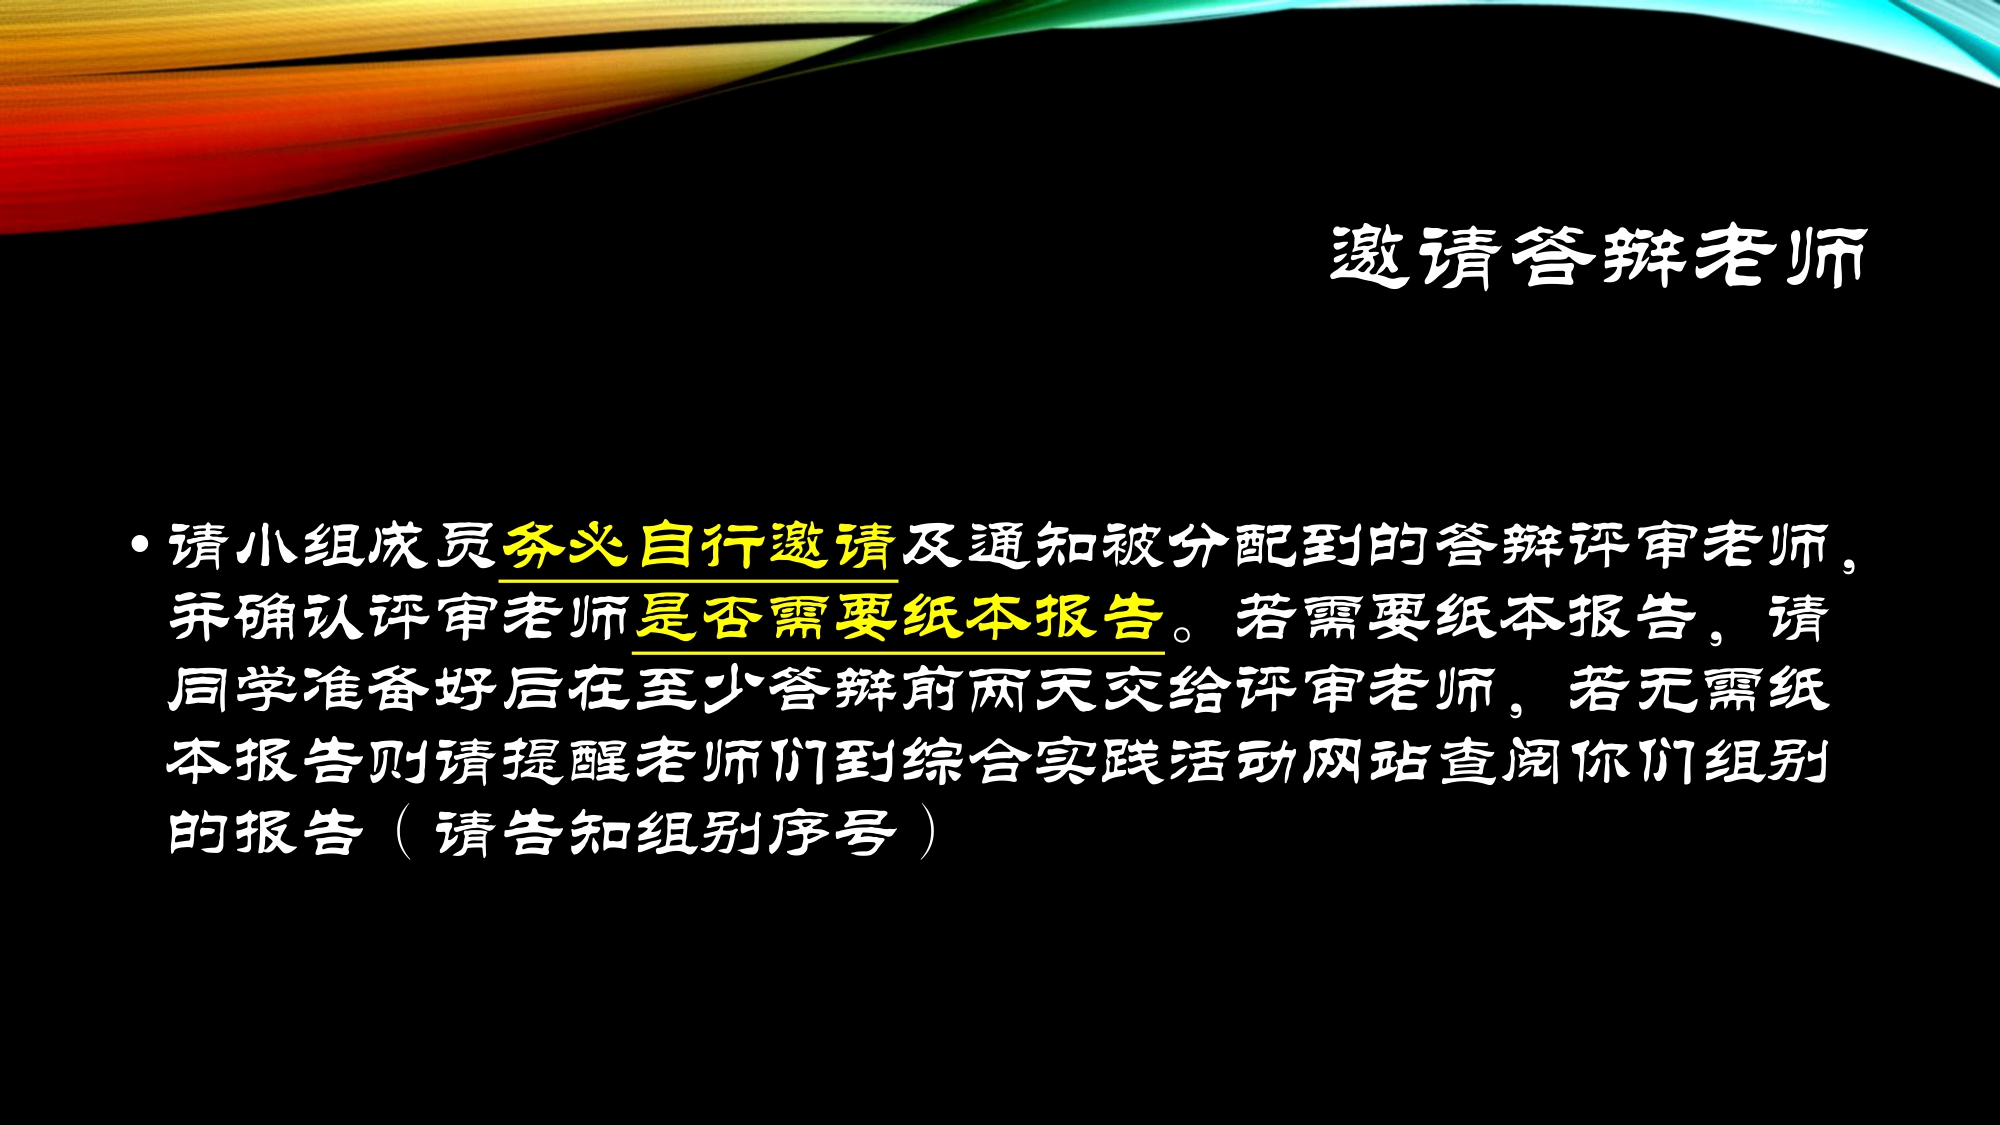 邀请答辩老师
• 请小组成员务必自行邀请及通知被分配到的答辩评审老师，
并确认评审老师是否需要纸本报告。若需要纸本报告，请
同学准备好后在至少答辩前两天交给评审老师，若无需纸
本报告则请提醒老师们到综合实践活动网站查阅你们组别
的报告（请告知组别序号）